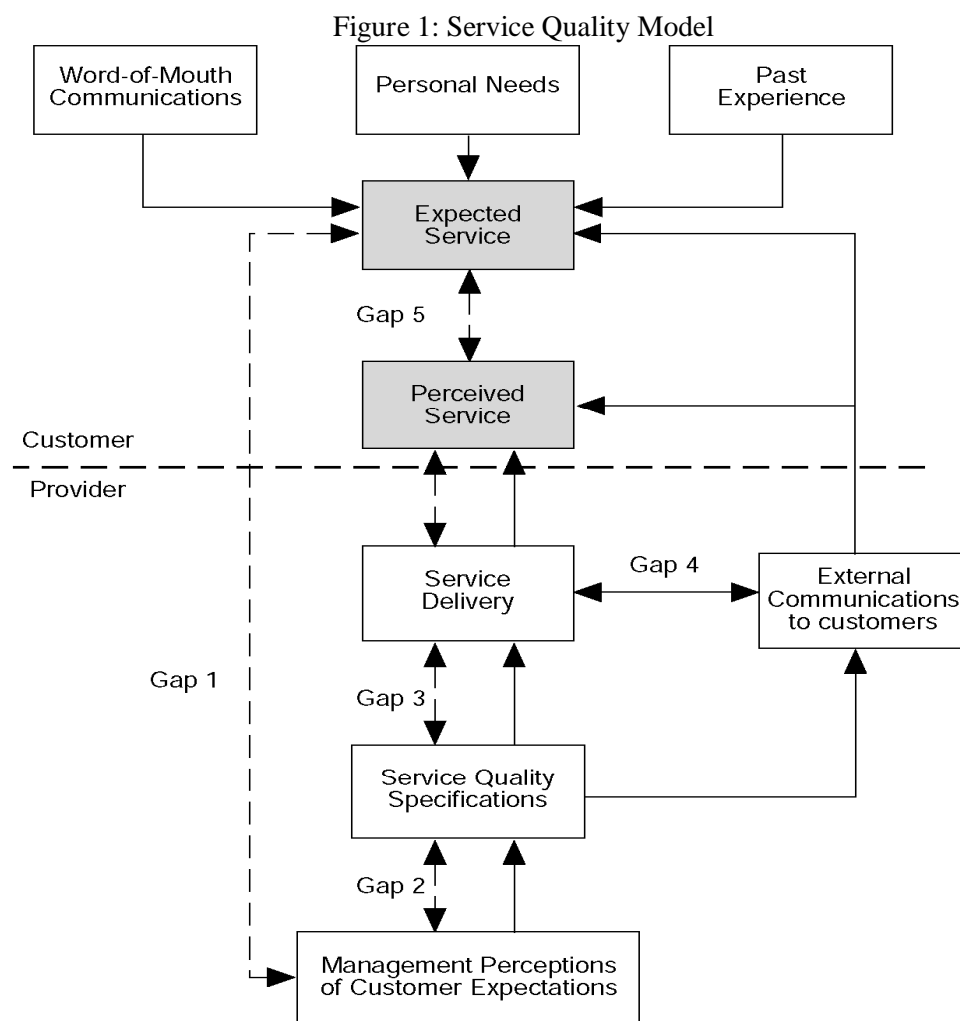 Figure 1: Service Quality Model
Word-of-Mouth
Communications
Personal Needs
Past
Experience
Expected
Service
Gap 5
Perceived
Service
Customer
Provider
Service
Delivery
Gap 4
External
Communications
to customers
Gap 1
Gap 3
Service Quality
Specifications
Gap 2
Management Perceptions
of Customer Expectations